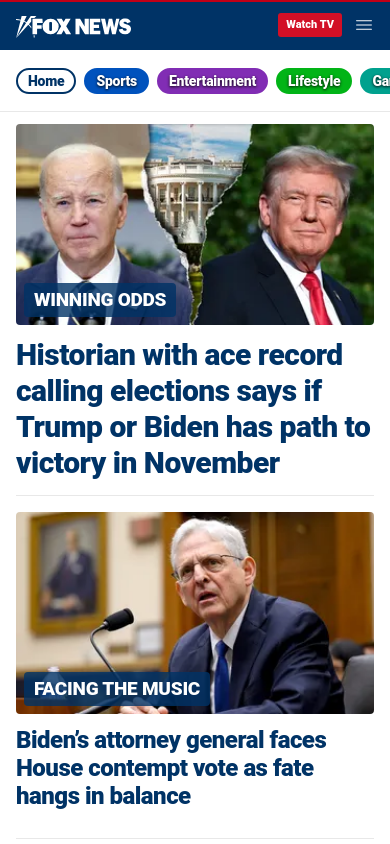 FOX NEWS
Watch TV
Home
Sports
Entertainment
Lifestyle
WINNING ODDS
Historian with ace record
calling elections says if
Trump or Biden has path to
victory in November
FACING THE MUSIC
Biden’s attorney general faces
House contempt vote as fate
hangs in balance